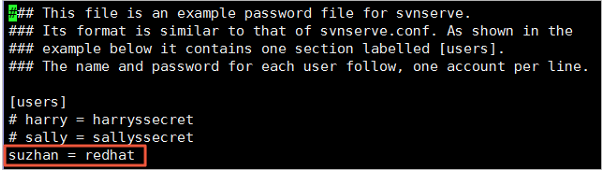 ### This file is an example password file for svnserve.
### Its format is similar to that of svnserve.conf. As shown in the
### example below it contains one section labelled [users].
### The name and password for each user follow, one account per line.
[users]
# harry = harryssecret
# sally = sallyssecret
suzhan = redhat